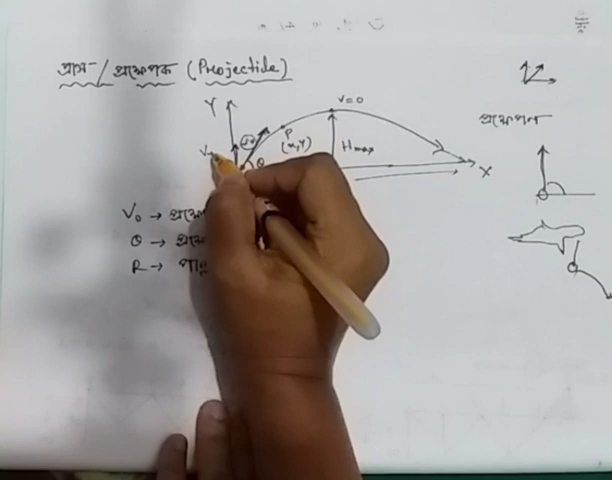 প্রাস / প্রক্ষেপক (Projectile)
Y
v=0
প্রক্ষেপন
P
(x,Y)
Hmax
θ
X
V₀ →
θ →
R →